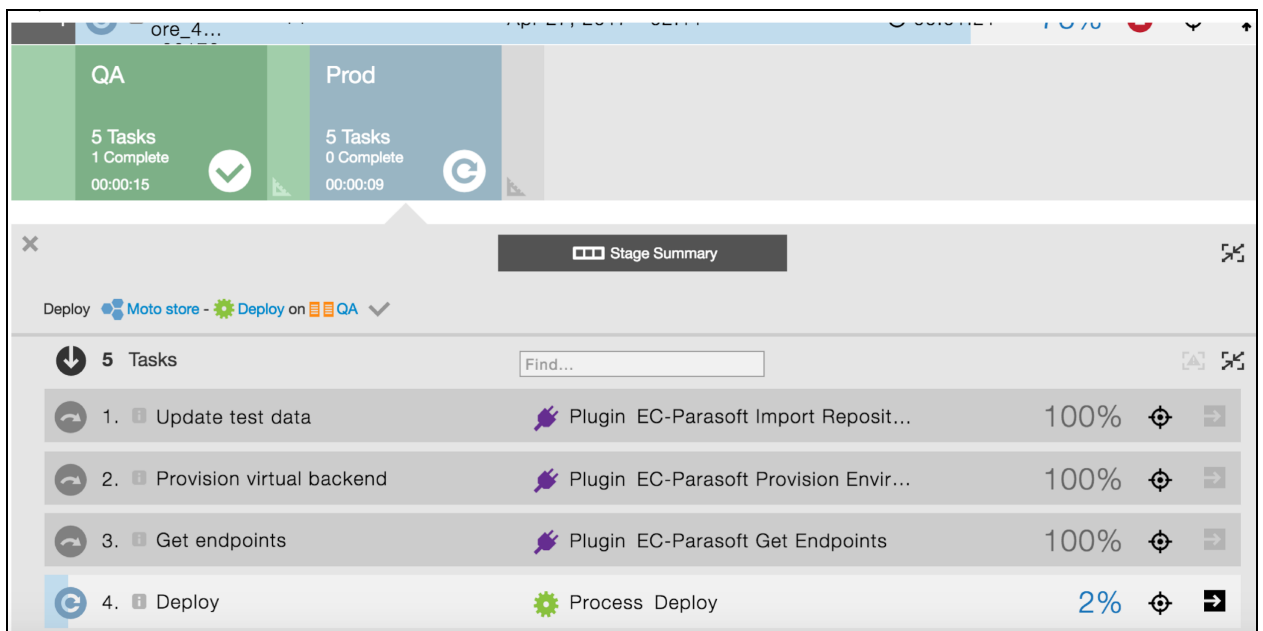 ore_4...
QA
5 Tasks
1 Complete
00:00:15
Prod
5 Tasks
0 Complete
00:00:09
Stage Summary
Deploy Moto store - Deploy on QA
5 Tasks
Find...
1. Update test data Plugin EC-Parasoft Import Reposit... 100%
2. Provision virtual backend Plugin EC-Parasoft Provision Envir... 100%
3. Get endpoints Plugin EC-Parasoft Get Endpoints 100%
4. Deploy Process Deploy 2%